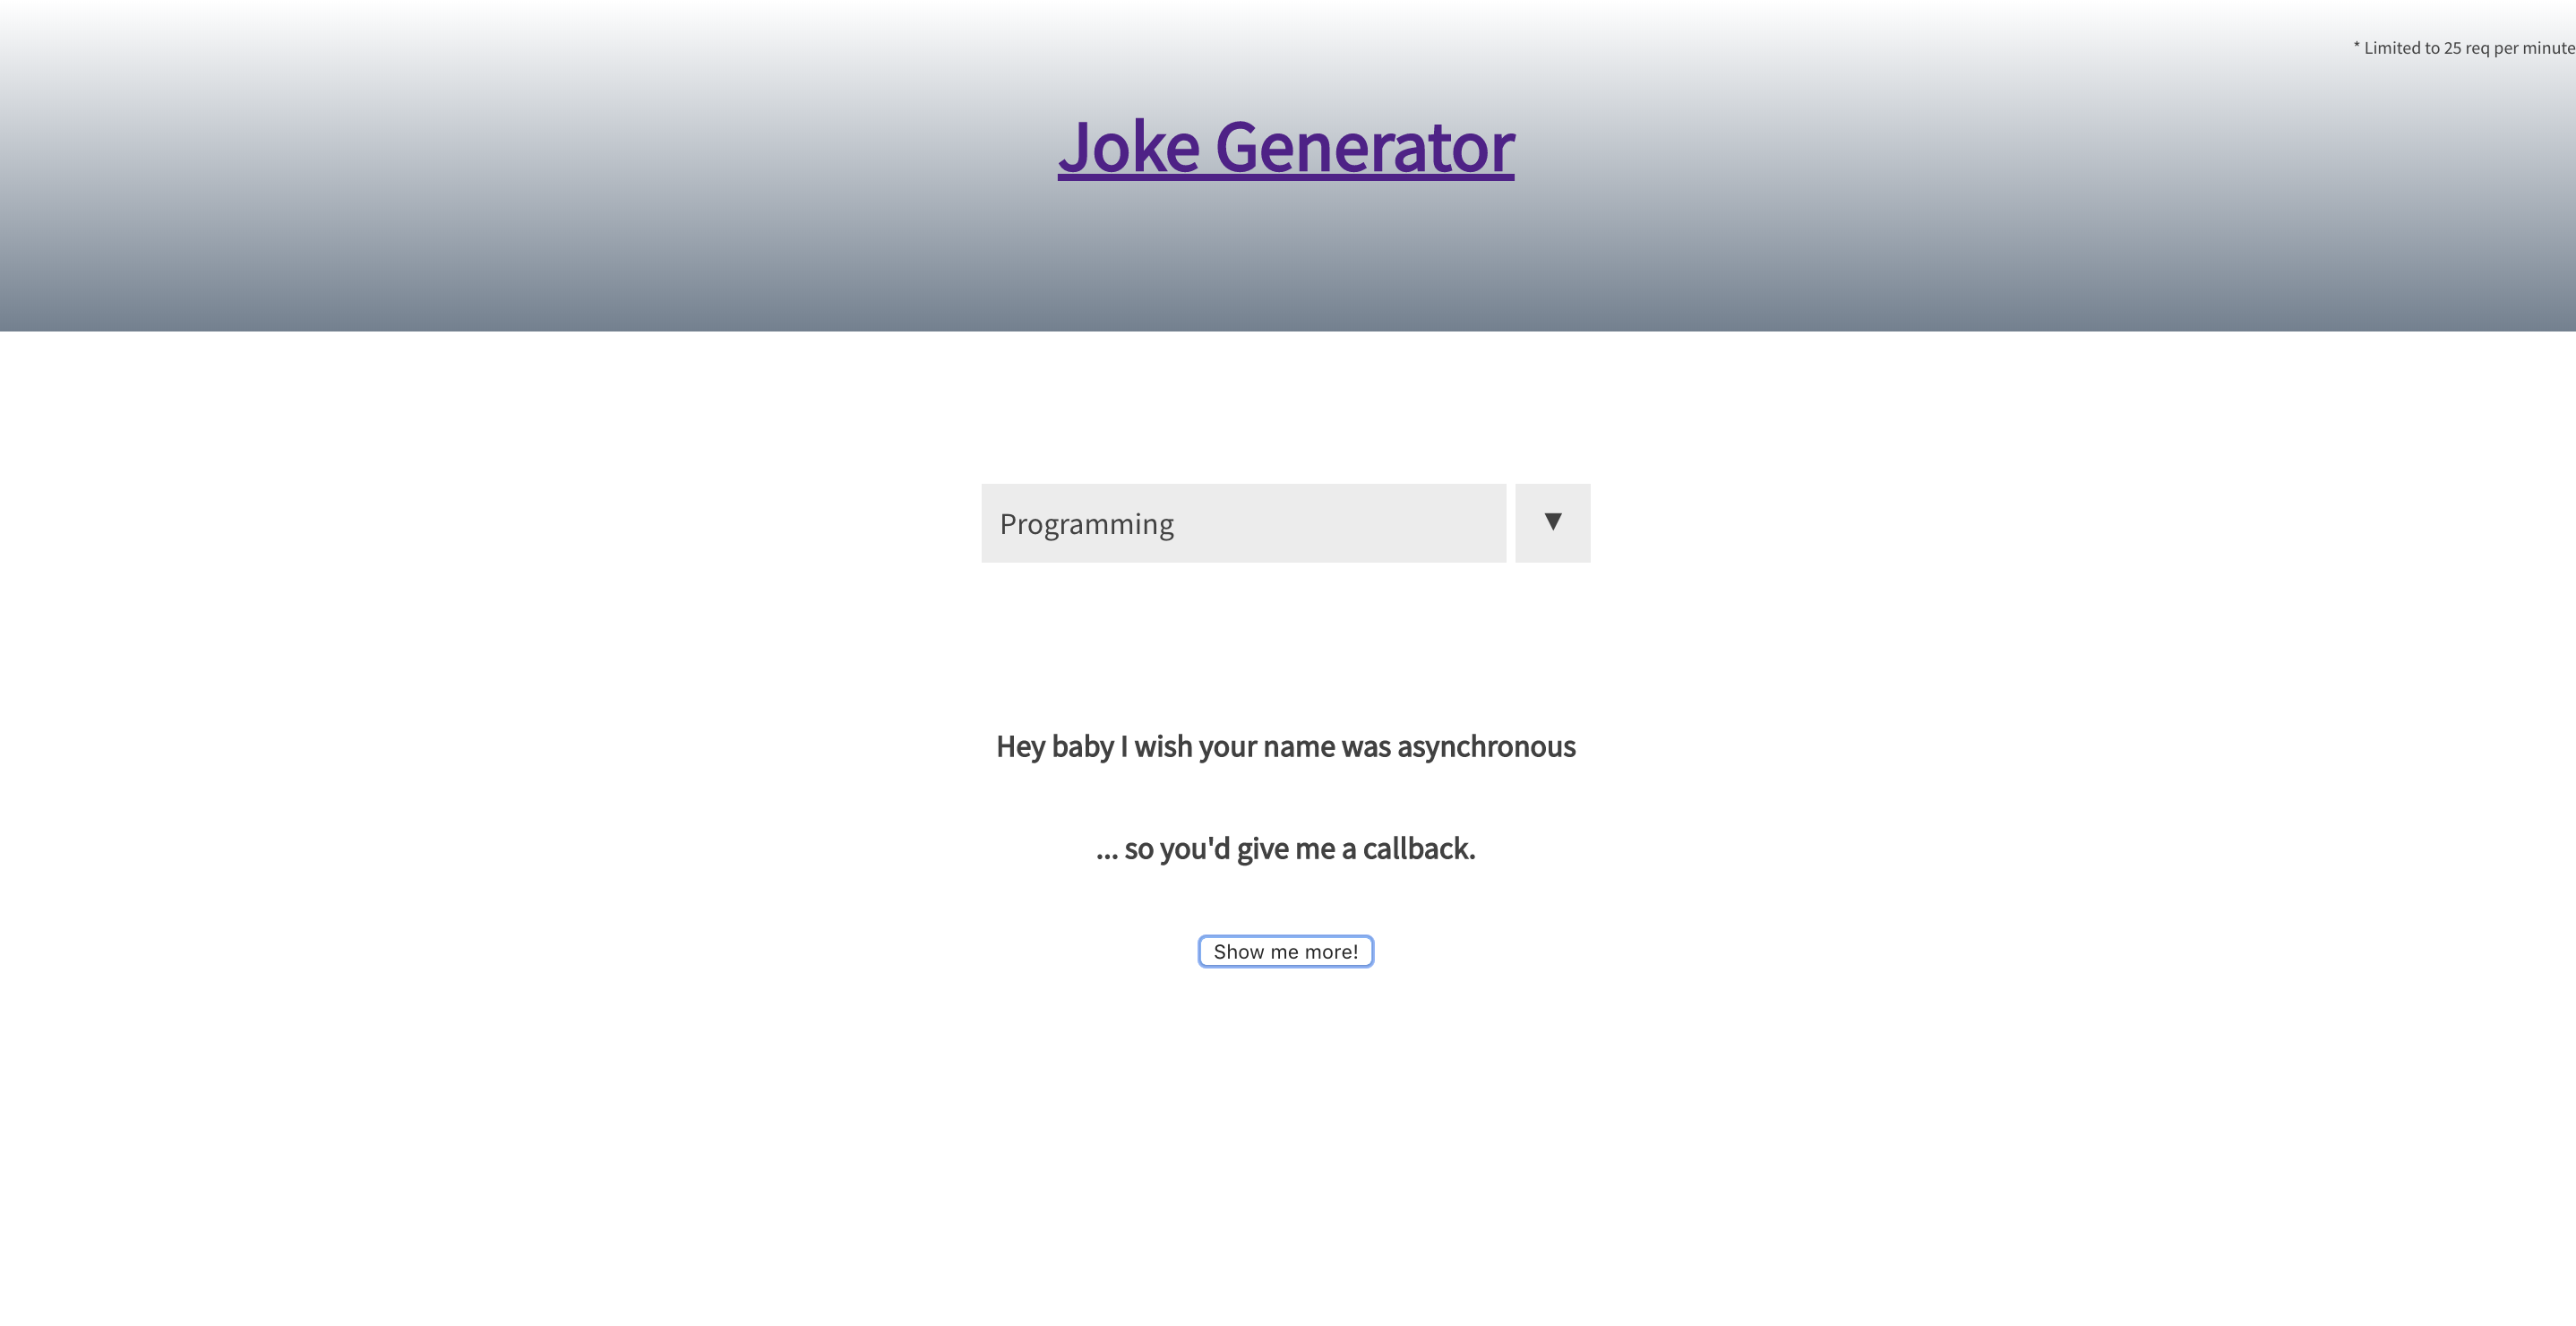 * Limited to 25 req per minute
Joke Generator
Programming
Hey baby I wish your name was asynchronous
... so you'd give me a callback.
Show me more!